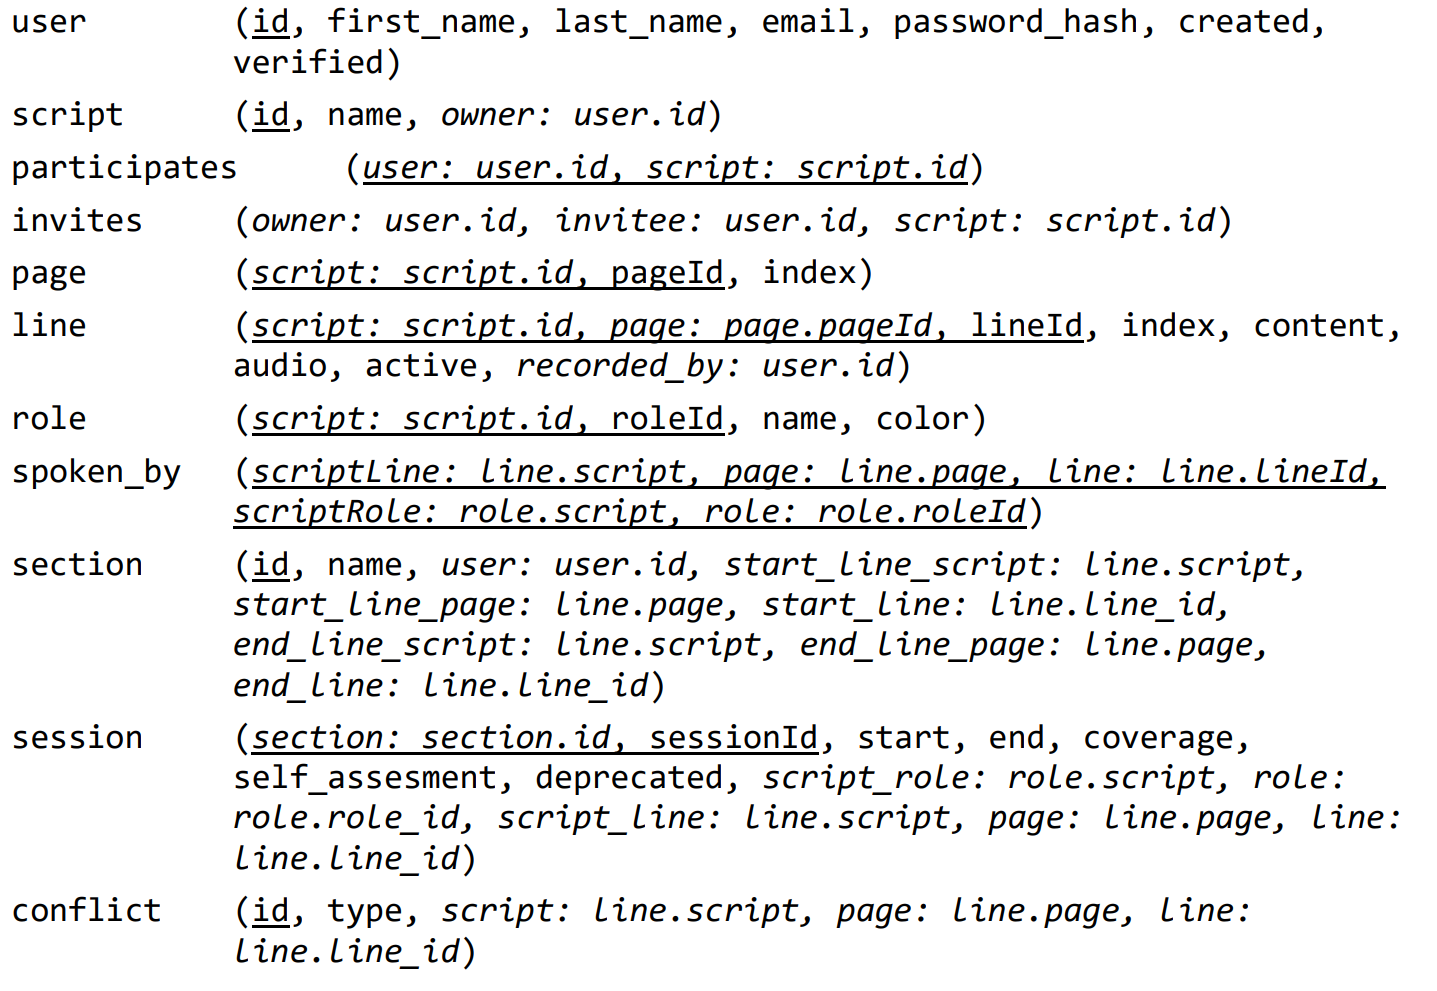 user (id, first_name, last_name, email, password_hash, created,
verified)
script (id, name, owner: user.id)
participates (user: user.id, script: script.id)
invites (owner: user.id, invitee: user.id, script: script.id)
page (script: script.id, pageId, index)
line (script: script.id, page: page.pageId, lineId, index, content,
audio, active, recorded_by: user.id)
role (script: script.id, roleId, name, color)
spoken_by (scriptLine: line.script, page: line.page, line: line.lineId,
scriptRole: role.script, role: role.roleId)
section (id, name, user: user.id, start_line_script: line.script,
start_line_page: line.page, start_line: line.line_id,
end_line_script: line.script, end_line_page: line.page,
end_line: line.line_id)
session (section: section.id, sessionId, start, end, coverage,
self_assesment, deprecated, script_role: role.script, role:
role.role_id, script_line: line.script, page: line.page, line:
line.line_id)
conflict (id, type, script: line.script, page: line.page, line:
line.line_id)